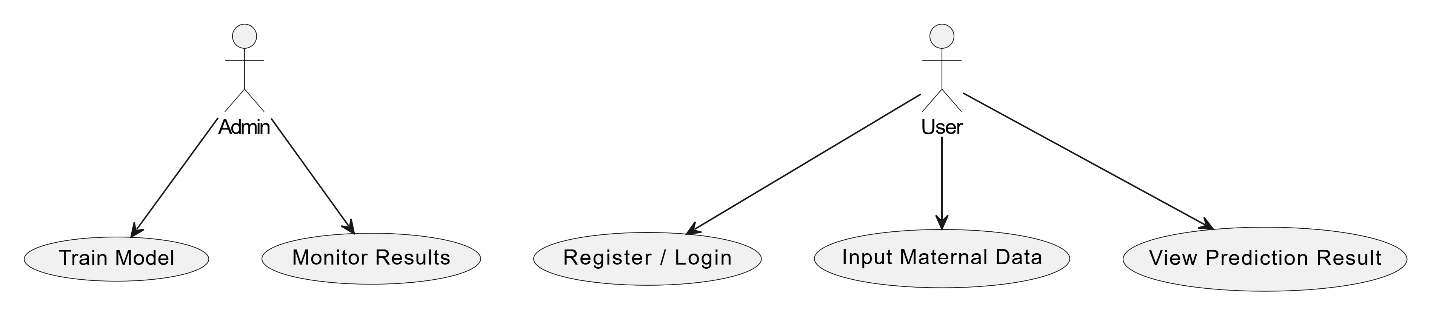 Admin
User
Train Model
Monitor Results
Register / Login
Input Maternal Data
View Prediction Result